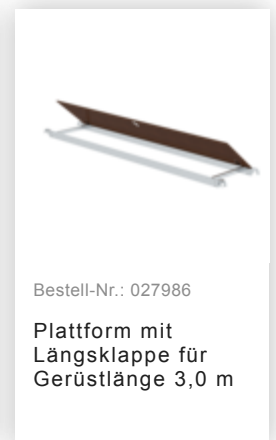 Bestell-Nr.: 027986
Plattform mit
Längsklappe für
Gerüstlänge 3,0 m